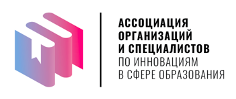 АССОЦИАЦИЯ
ОРГАНИЗАЦИЙ
И СПЕЦИАЛИСТОВ
ПО ИННОВАЦИЯМ
В СФЕРЕ ОБРАЗОВАНИЯ